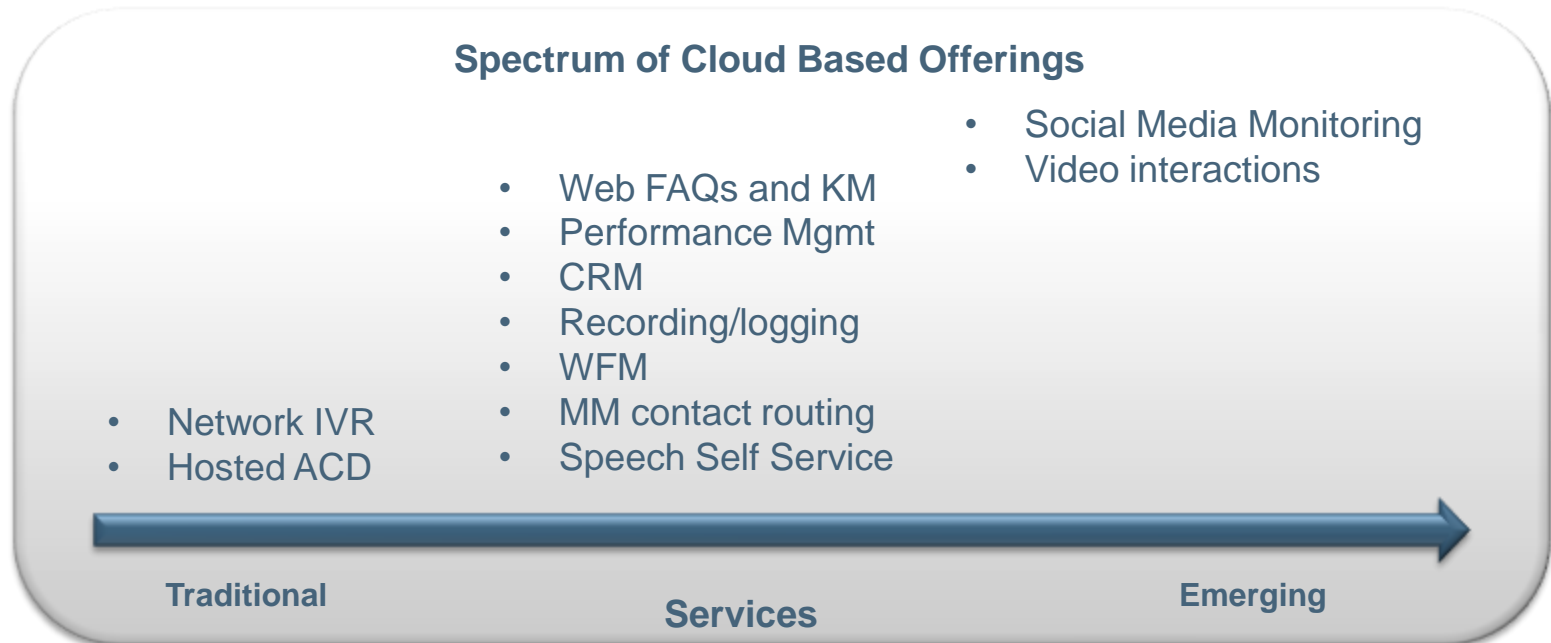 Spectrum of Cloud Based Offerings
• Social Media Monitoring
• Video interactions
• Web FAQs and KM
• Performance Mgmt
• CRM
• Recording/logging
• WFM
• MM contact routing
• Speech Self Service
• Network IVR
• Hosted ACD
Traditional
Services
Emerging